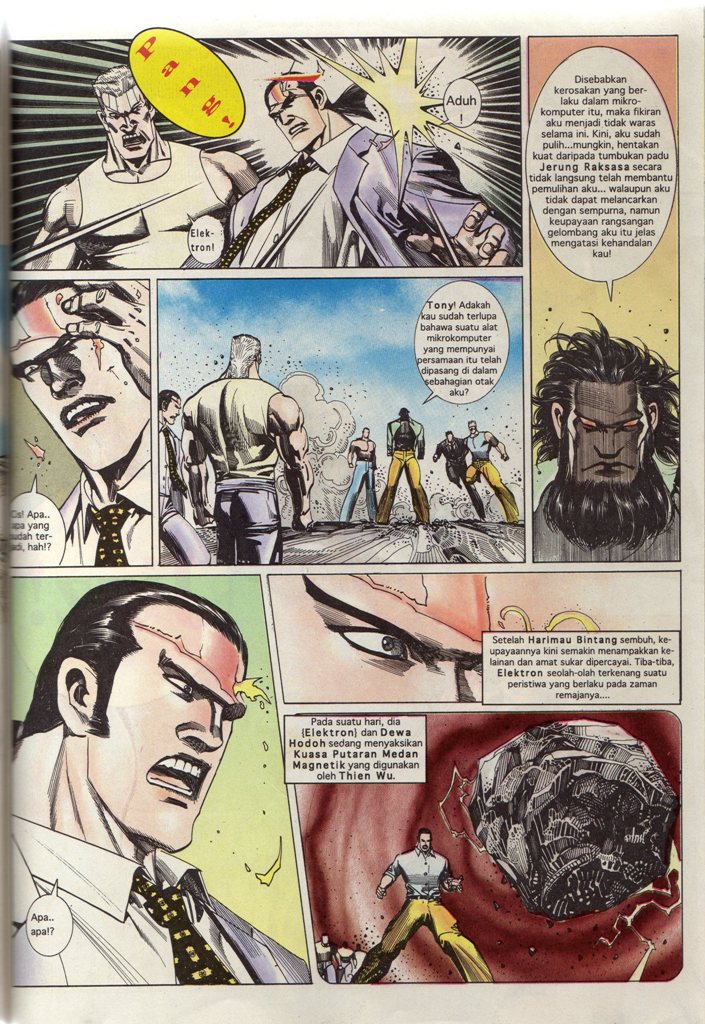 Pang!
Aduh
!
Elek-
tron!
Disebabkan
kerosakan yang ber-
laku dalam mikro-
komputer itu, maka fikiran
aku menjadi tidak waras
selama ini. Kini, aku sudah
pulih...mungkin, hentakan
kuat daripada tumbukan padu
Jerung Raksasa secara
tidak langsung telah membantu
pemulihan aku... walaupun aku
tidak dapat melancarkan
dengan sempurna, namun
keupayaan rangsangan
gelombang aku itu jelas
mengatasi kehandalan
kau!
Cis! Apa..
apa yang
sudah ter-
jadi, hah!?
Tony! Adakah
kau sudah terlupa
bahawa suatu alat
mikrokomputer
yang mempunyai
persamaan itu telah
dipasang di dalam
sebahagian otak
aku?
Apa..
apa!?
Setelah Harimau Bintang sembuh, ke-
upayaannya kini semakin menampakkan ke-
lainan dan amat sukar dipercayai. Tiba-tiba,
Elektron seolah-olah terkenang suatu
peristiwa yang berlaku pada zaman
remajanya....
Pada suatu hari, dia
{Elektron} dan Dewa
Hodoh sedang menyaksikan
Kuasa Putaran Medan
Magnetik yang digunakan
oleh Thien Wu.